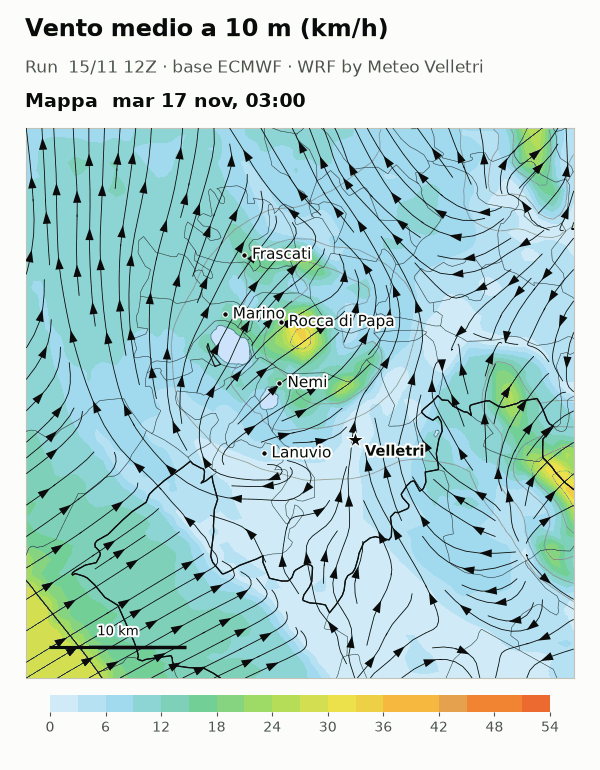 Vento medio a 10 m (km/h)
Run 15/11 12Z · base ECMWF · WRF by Meteo Velletri
Mappa mar 17 nov, 03:00
Frascati
Marino
Rocca di Papa
Nemi
Lanuvio
Velletri
10 km
0 6 12 18 24 30 36 42 48 54